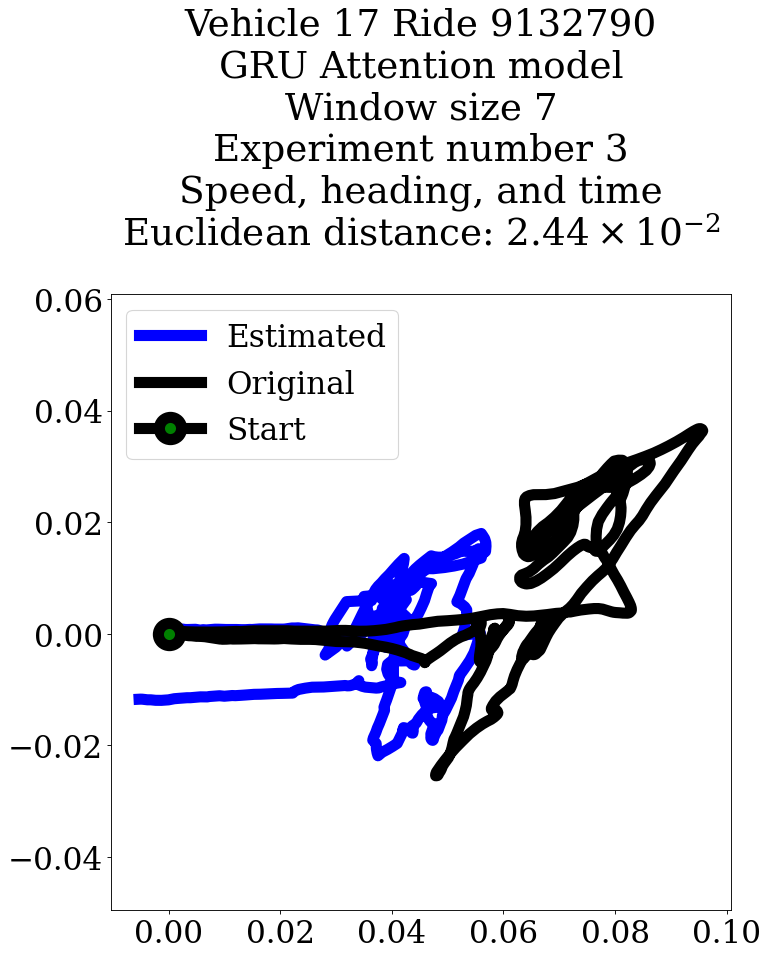 Vehicle 17 Ride 9132790
GRU Attention model
Window size 7
Experiment number 3
Speed, heading, and time
Euclidean distance: 2.44 × 10⁻²
Estimated
Original
Start
0.06
0.04
0.02
0.00
−0.02
−0.04
0.00 0.02 0.04 0.06 0.08 0.10